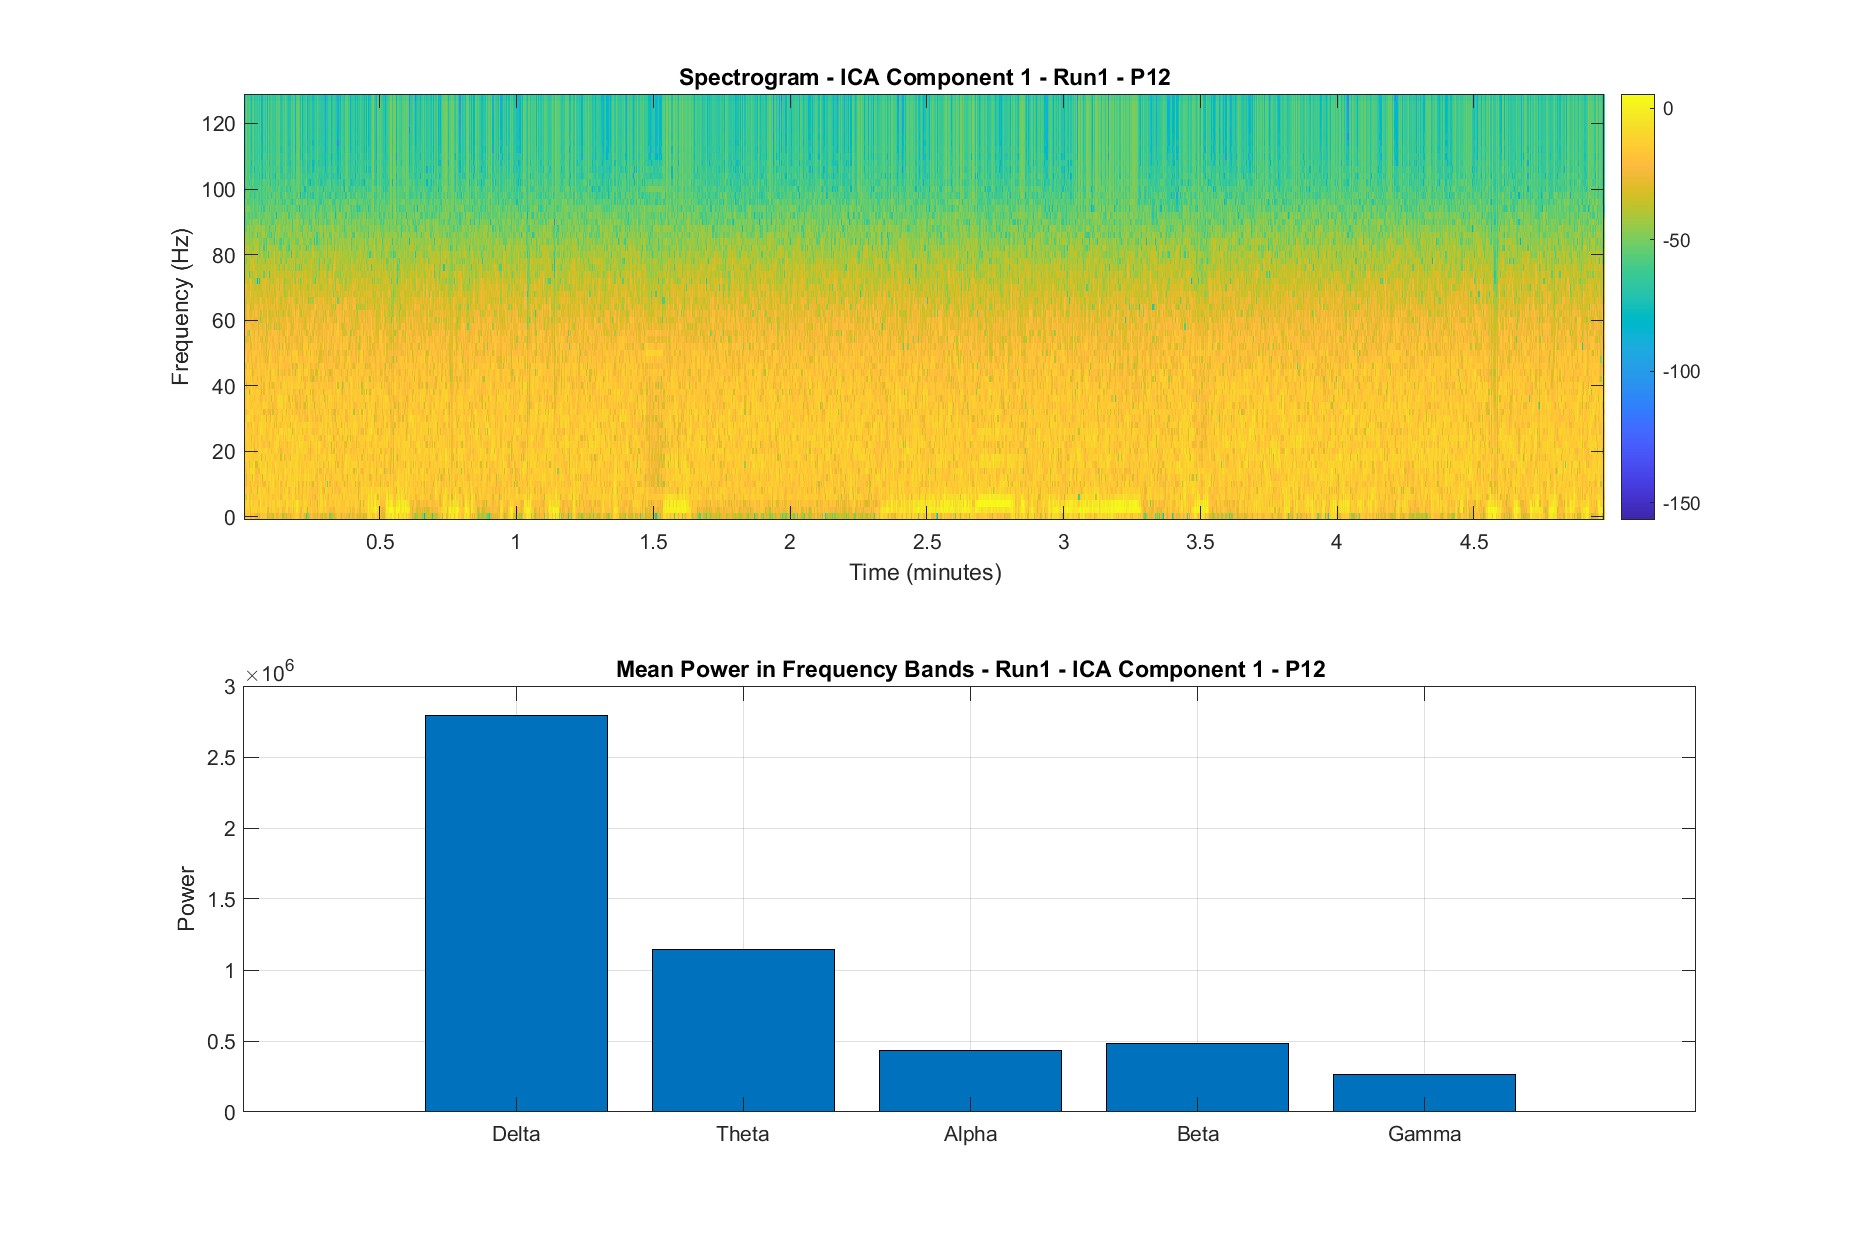 Spectrogram - ICA Component 1 - Run1 - P12
120
100
80
60
40
20
0
Frequency (Hz)
0.5 1 1.5 2 2.5 3 3.5 4 4.5
Time (minutes)
0
-50
-100
-150
Mean Power in Frequency Bands - Run1 - ICA Component 1 - P12
×10^6
3
2.5
2
1.5
1
0.5
0
Power
Delta Theta Alpha Beta Gamma